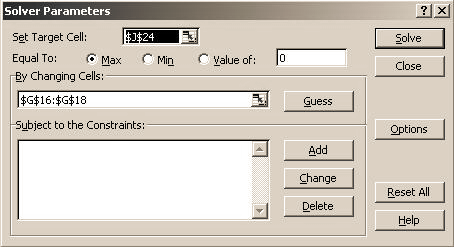 Solver Parameters
Set Target Cell: $J$24 Solve
Equal To: Max Min Value of: 0 Close
By Changing Cells:
$G$16:$G$18 Guess
Subject to the Constraints: Options
Add
Change Reset All
Delete Help